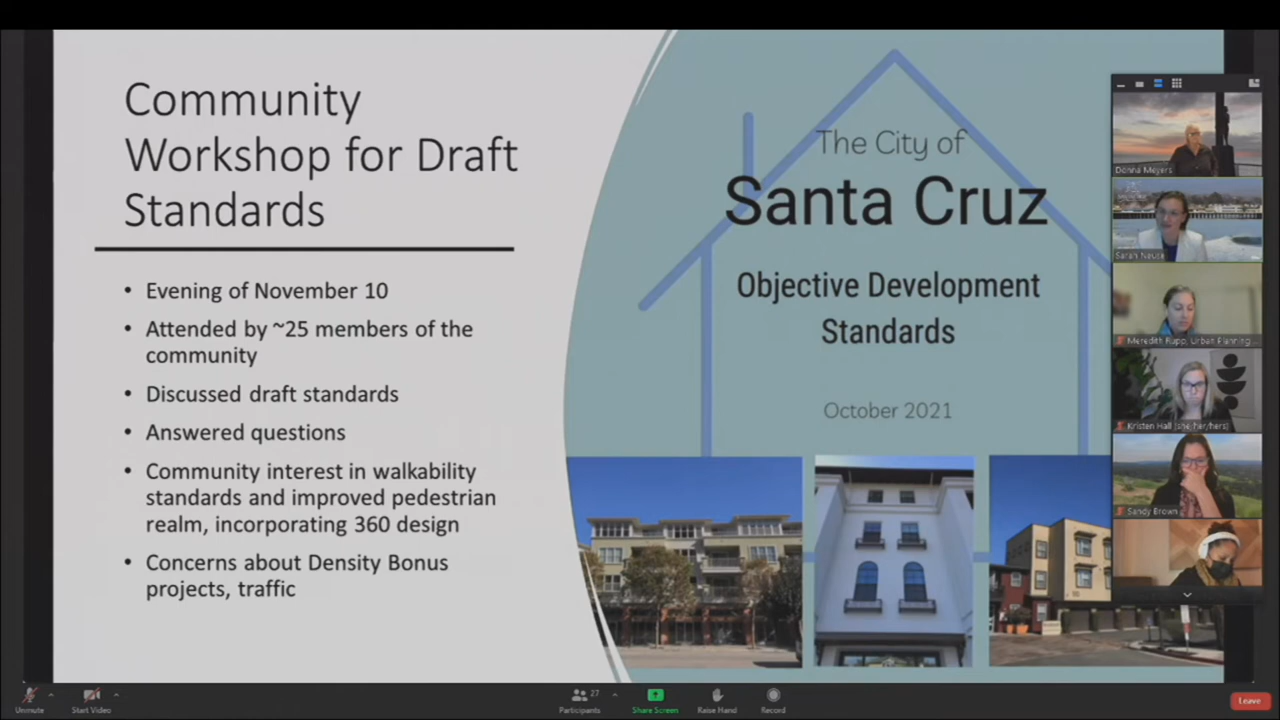 Community
Workshop for Draft
Standards
• Evening of November 10
• Attended by ~25 members of the
community
• Discussed draft standards
• Answered questions
• Community interest in walkability
standards and improved pedestrian
realm, incorporating 360 design
• Concerns about Density Bonus
projects, traffic
The City of
Santa Cruz
Objective Development
Standards
October 2021
Donna Meyers
Sarah Neuse
Meredith Rupp, Urban Planning...
Kristen Hall (she/her/hers)
Sandy Brown
Unmute
Start Video
27
Participants
Share Screen
Raise Hand
Record
Leave